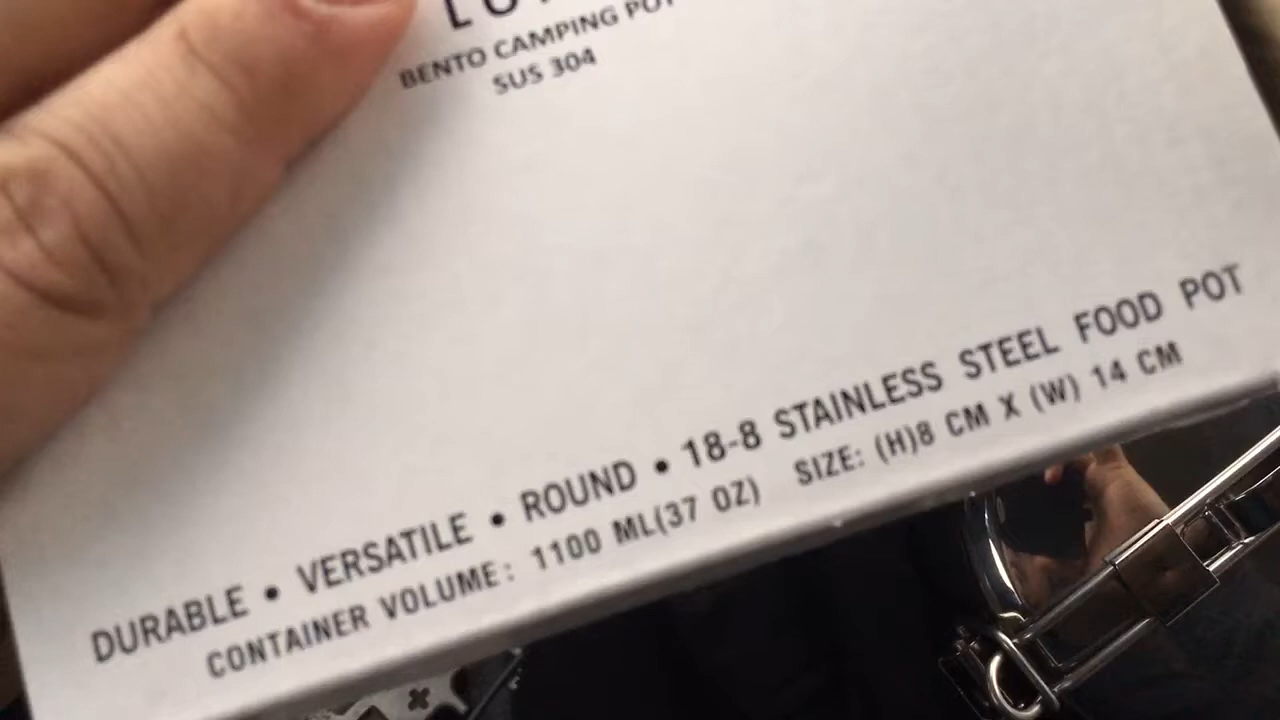 BENTO CAMPING POT
SUS 304
DURABLE • VERSATILE • ROUND • 18-8 STAINLESS STEEL FOOD POT
CONTAINER VOLUME: 1100 ML(37 OZ) SIZE: (H)8 CM X (W) 14 CM